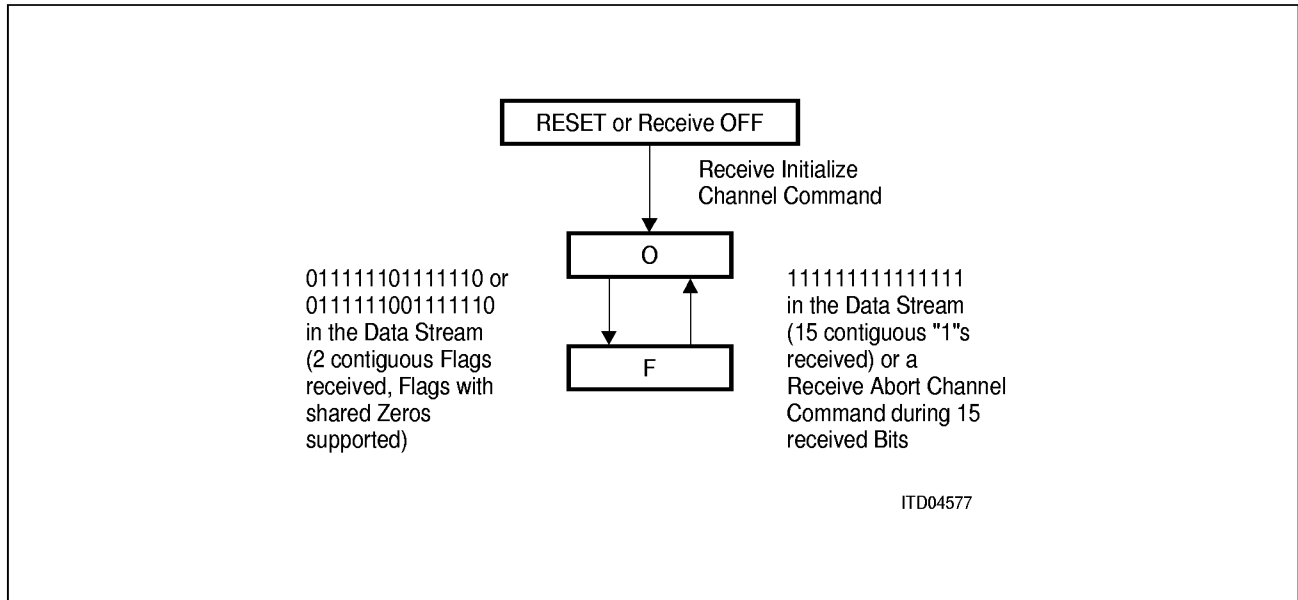 RESET or Receive OFF
Receive Initialize
Channel Command
O
011111101111110 or
0111111001111110
in the Data Stream
(2 contiguous Flags
received, Flags with
shared Zeros
supported)
111111111111111
in the Data Stream
(15 contiguous "1"s
received) or a
Receive Abort Channel
Command during 15
received Bits
F
ITD04577